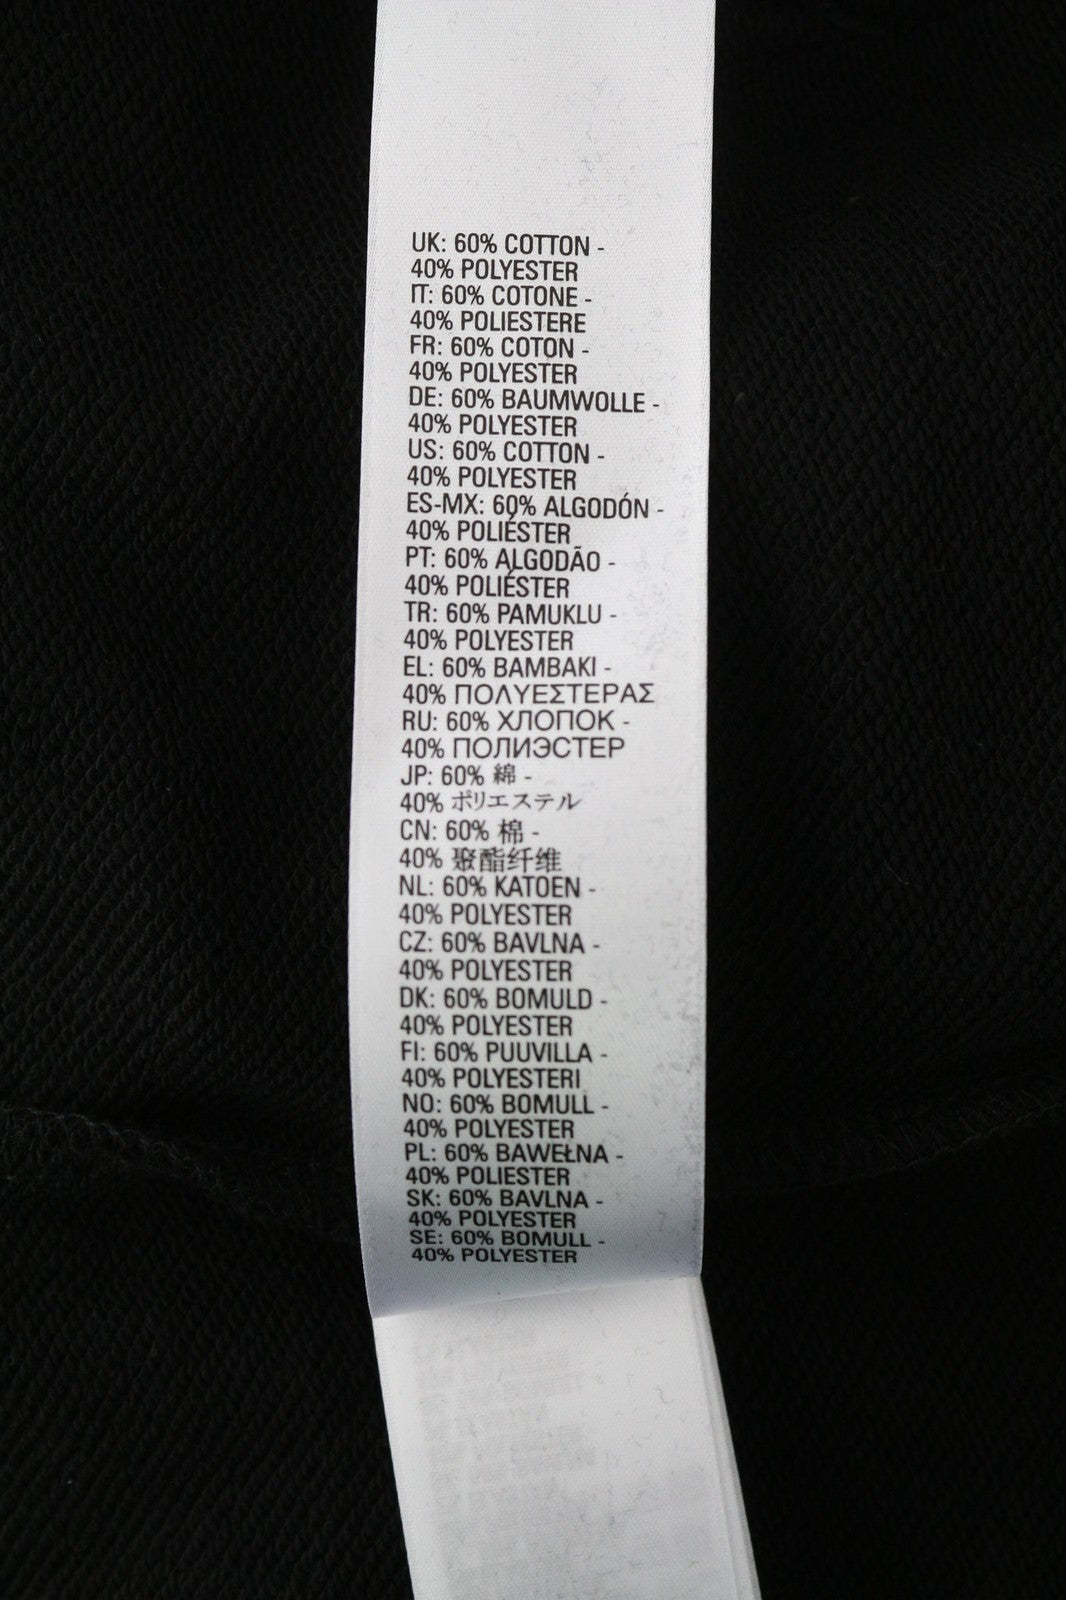 UK: 60% COTTON -
40% POLYESTER
IT: 60% COTONE -
40% POLIESTERE
FR: 60% COTON -
40% POLYESTER
DE: 60% BAUMWOLLE -
40% POLYESTER
US: 60% COTTON -
40% POLYESTER
ES-MX: 60% ALGODÓN -
40% POLIÉSTER
PT: 60% ALGODÃO -
40% POLIÉSTER
TR: 60% PAMUKLU -
40% POLYESTER
EL: 60% BAMBAKI -
40% ΠΟΛΥΕΣΤΕΡΑΣ
RU: 60% ХЛОПОК -
40% ПОЛИЭСТЕР
JP: 60% 綿 -
40% ポリエステル
CN: 60% 棉 -
40% 聚酯纤维
NL: 60% KATOEN -
40% POLYESTER
CZ: 60% BAVLNA -
40% POLYESTER
DK: 60% BOMULD -
40% POLYESTER
FI: 60% PUUVILLA -
40% POLYESTERI
NO: 60% BOMULL -
40% POLYESTER
PL: 60% BAWEŁNA -
40% POLIESTER
SK: 60% BAVLNA -
40% POLYESTER
SE: 60% BOMULL -
40% POLYESTER